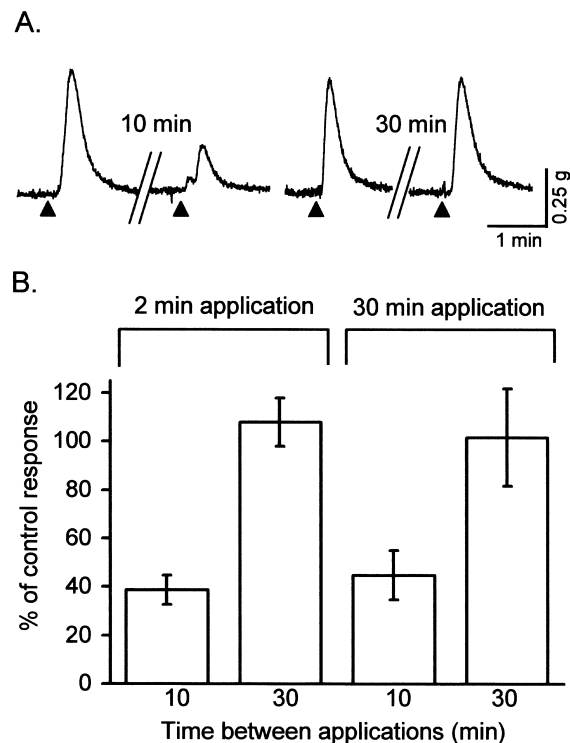 A.
10 min
30 min
0.25 g
1 min
B.
2 min application
30 min application
120
100
80
60
40
20
0
% of control response
10
30
10
30
Time between applications (min)